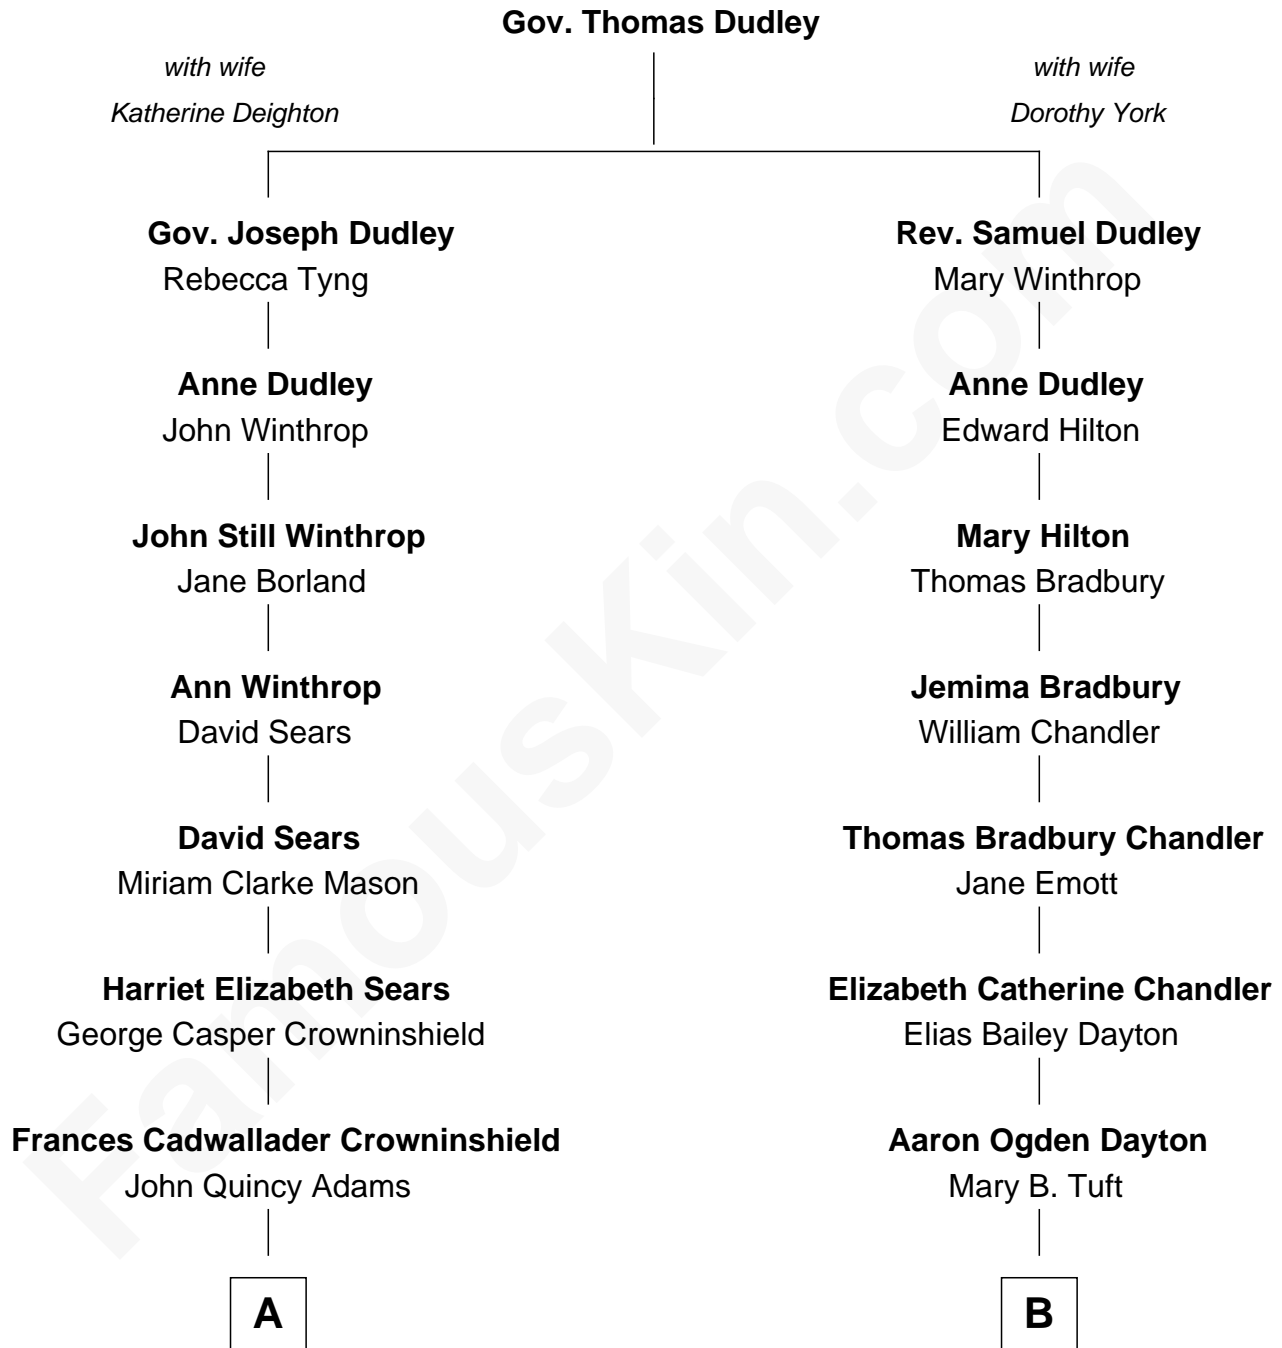 Gov. Thomas Dudley
with wife
Katherine Deighton
with wife
Dorothy York
Gov. Joseph Dudley
Rebecca Tyng
Rev. Samuel Dudley
Mary Winthrop
Anne Dudley
John Winthrop
Anne Dudley
Edward Hilton
John Still Winthrop
Jane Borland
Mary Hilton
Thomas Bradbury
Ann Winthrop
David Sears
Jemima Bradbury
William Chandler
David Sears
Miriam Clarke Mason
Thomas Bradbury Chandler
Jane Emott
Harriet Elizabeth Sears
George Casper Crowninshield
Elizabeth Catherine Chandler
Elias Bailey Dayton
Frances Cadwallader Crowninshield
John Quincy Adams
Aaron Ogden Dayton
Mary B. Tuft
A
B
FamousKin.com